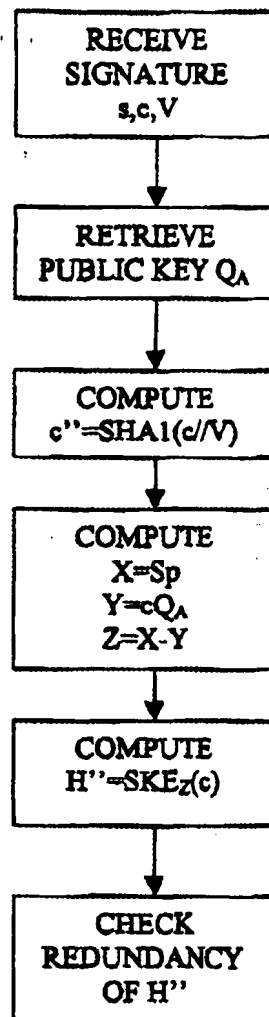 RECEIVE
SIGNATURE
s,c,V
RETRIEVE
PUBLIC KEY QA
COMPUTE
c''=SHA1(c//V)
COMPUTE
X=Sp
Y=cQA
Z=X-Y
COMPUTE
H''=SKEZ(c)
CHECK
REDUNDANCY
OF H''